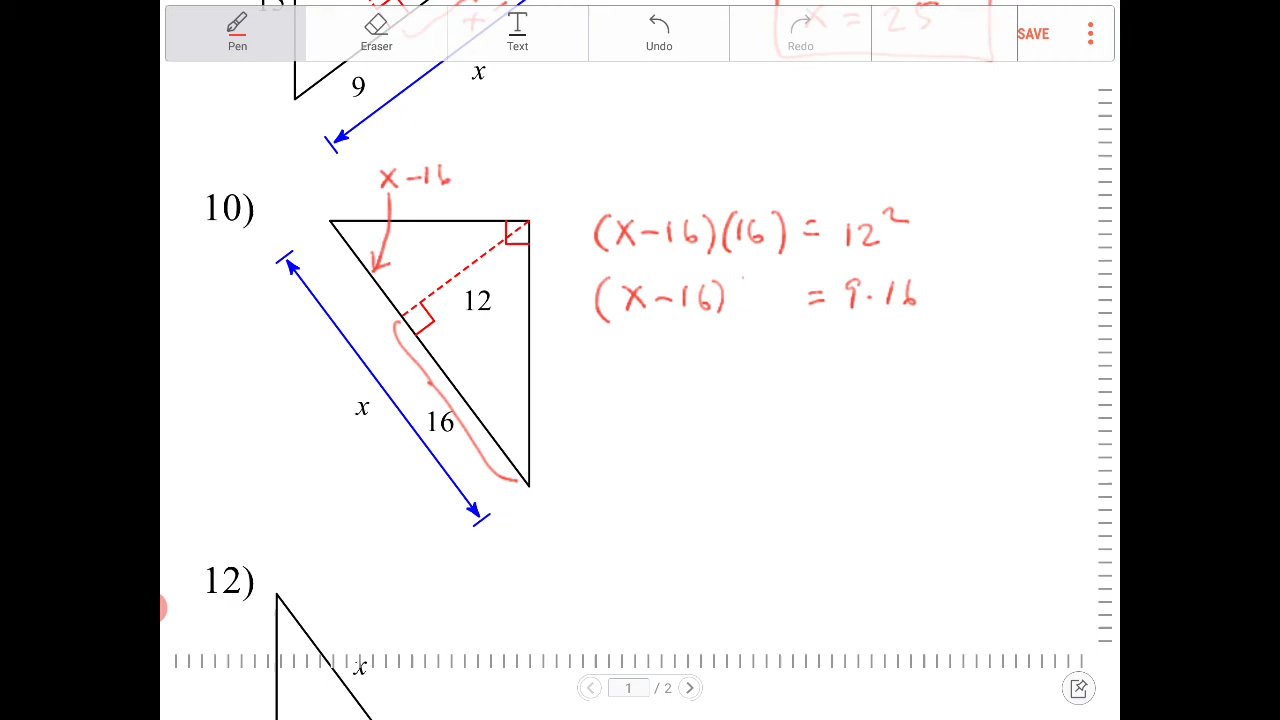 x = 25
Pen
Eraser
Text
Undo
Redo
SAVE
9
x
10)
x-16
12
x
16
(x-16)(16) = 12²
(x-16) = 9·16
12)
x
1 / 2